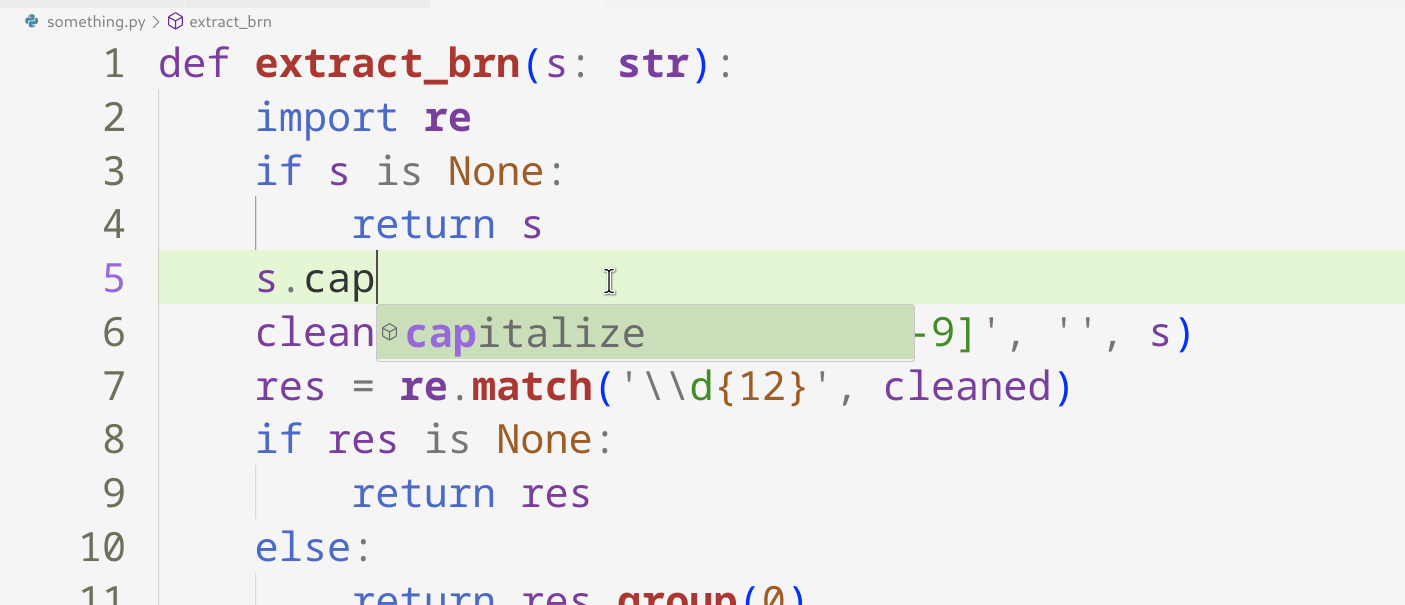 something.py > extract_brn
1 def extract_brn(s: str):
2 import re
3 if s is None:
4 return s
5 s.cap
capitalize
6 clean -9]', '', s)
7 res = re.match('\\d{12}', cleaned)
8 if res is None:
9 return res
10 else:
11 return res.group(0)